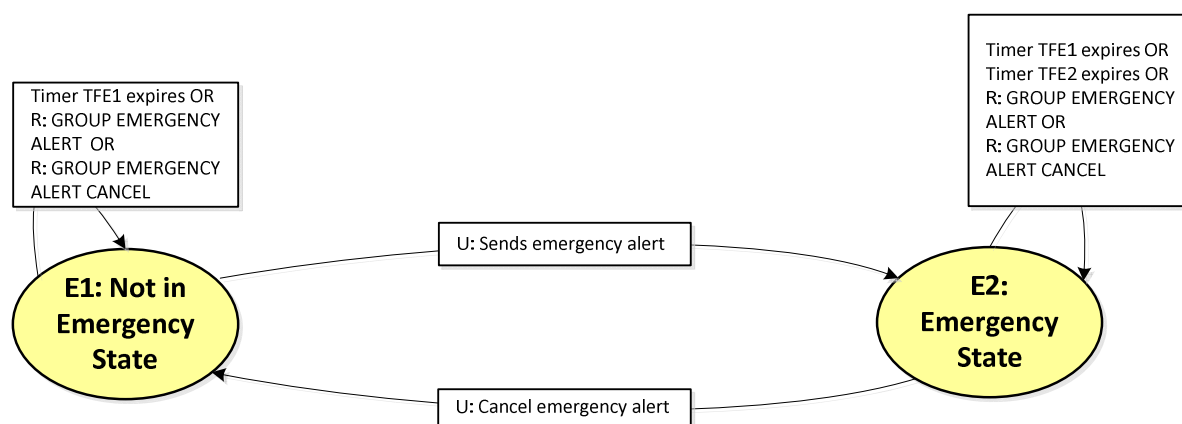 Timer TFE1 expires OR
Timer TFE2 expires OR
R: GROUP EMERGENCY
ALERT OR
R: GROUP EMERGENCY
ALERT CANCEL
Timer TFE1 expires OR
R: GROUP EMERGENCY
ALERT OR
R: GROUP EMERGENCY
ALERT CANCEL
U: Sends emergency alert
E1: Not in
Emergency
State
E2:
Emergency
State
U: Cancel emergency alert